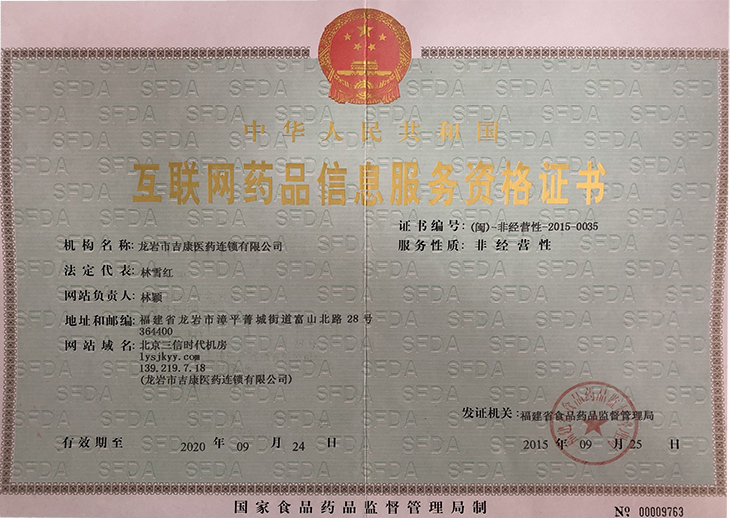 中华人民共和国
互联网药品信息服务资格证书
证书编号: (闽)-非经营性-2015-0035
机构名称: 龙岩市吉康医药连锁有限公司
服务性质: 非经营性
法定代表: 林雪红
网站负责人: 林颖
地址和邮编: 福建省龙岩市漳平菁城街道富山北路28号
364400
网站域名: 北京三信时代机房
lysjkyy.com
139.219.7.18
(龙岩市吉康医药连锁有限公司)
发证机关: 福建省食品药品监督管理局
有效期至 2020 年 09 月 24 日
2015 年 09 月 25 日
国家食品药品监督管理局制
№ 00009763